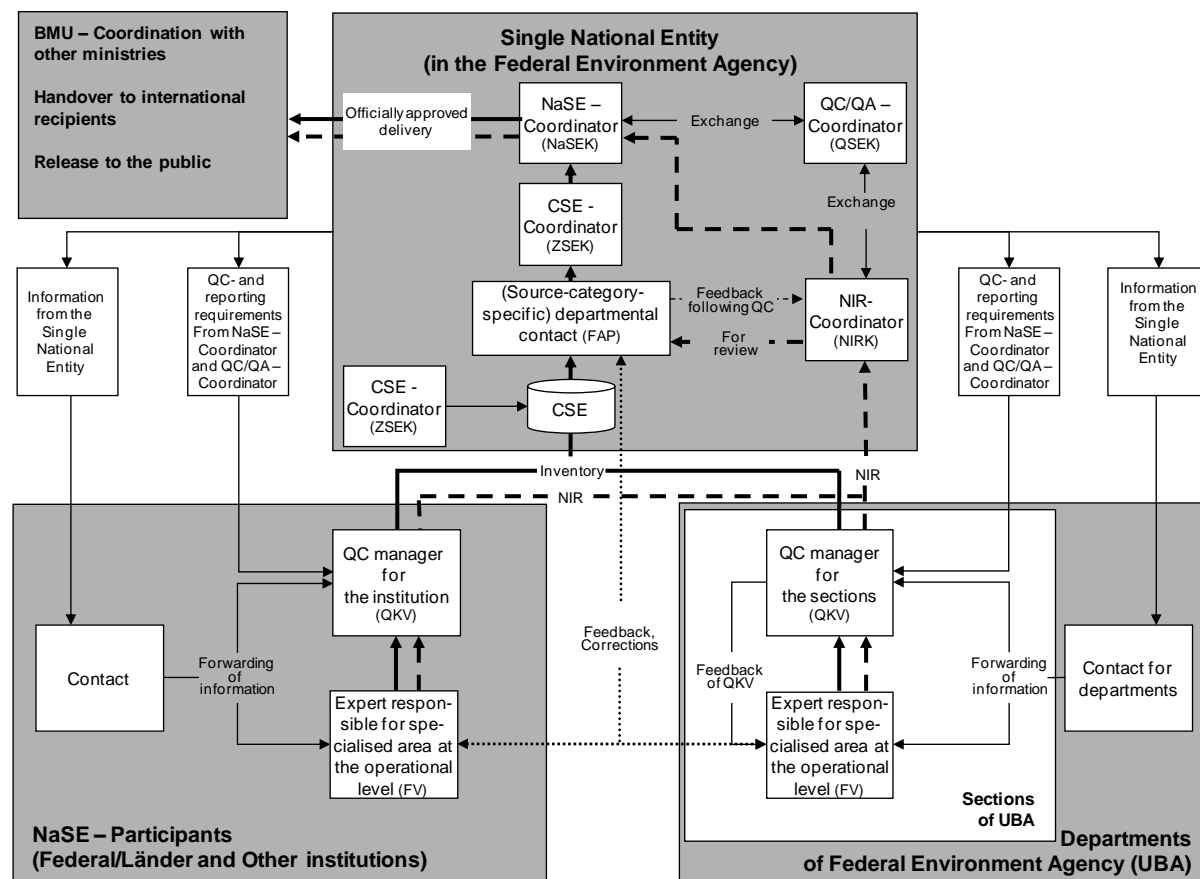 BMU – Coordination with
other ministries
Handover to international
recipients
Release to the public
Single National Entity
(in the Federal Environment Agency)
Officially approved
delivery
NaSE –
Coordinator
(NaSEK)
Exchange
QC/QA –
Coordinator
(QSEK)
CSE -
Coordinator
(ZSEK)
Exchange
(Source-category-
specific) departmental
contact (FAP)
Feedback
following QC
For
review
NIR-
Coordinator
(NIRK)
CSE -
Coordinator
(ZSEK)
CSE
Information
from the
Single
National
Entity
QC- and
reporting
requirements
From NaSE –
Coordinator
and QC/QA –
Coordinator
QC- and
reporting
requirements
From NaSE –
Coordinator
and QC/QA –
Coordinator
Information
from the
Single
National
Entity
Inventory
NIR
NIR
QC manager
for
the institution
(QKV)
Contact
Forwarding
of
information
Expert respon-
sible for spe-
cialised area at
the operational
level (FV)
NaSE – Participants
(Federal/Länder and Other institutions)
Feedback,
Corrections
QC manager
for
the sections
(QKV)
Feedback
of QKV
Forwarding
of
information
Contact for
departments
Expert respon-
sible for spe-
cialised area at
the operational
level (FV)
Sections
of UBA
Departments
of Federal Environment Agency (UBA)